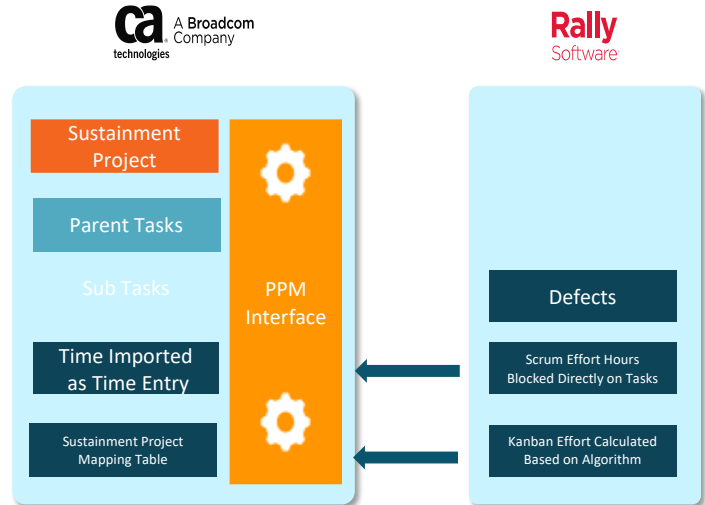 ca
technologies
A Broadcom
Company
Rally
Software
Sustainment
Project
Parent Tasks
Sub Tasks
Time Imported
as Time Entry
Sustainment Project
Mapping Table
PPM
Interface
Defects
Scrum Effort Hours
Blocked Directly on Tasks
Kanban Effort Calculated
Based on Algorithm